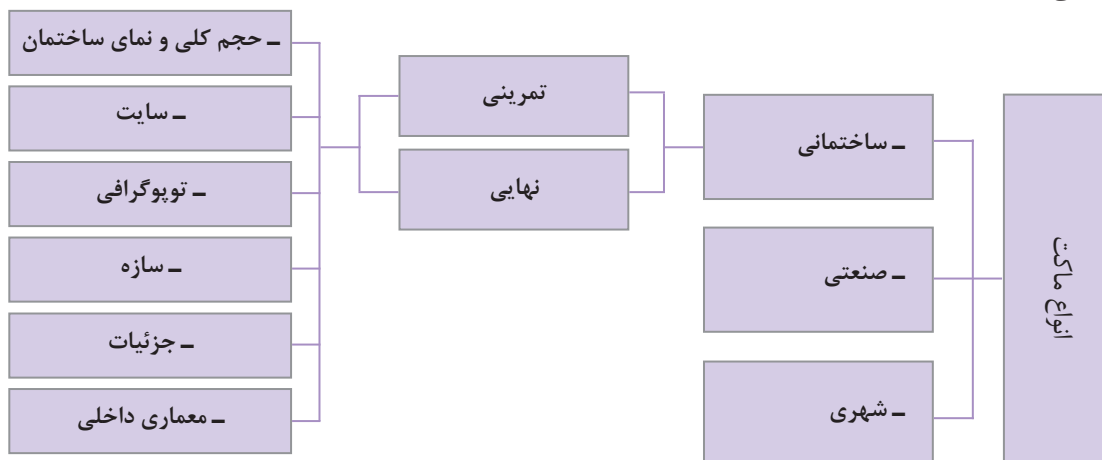 انواع ماکت
ـ ساختمانی
ـ صنعتی
ـ شهری
تمرینی
نهایی
ـ حجم کلی و نمای ساختمان
ـ سایت
ـ توپوگرافی
ـ سازه
ـ جزئیات
ـ معماری داخلی